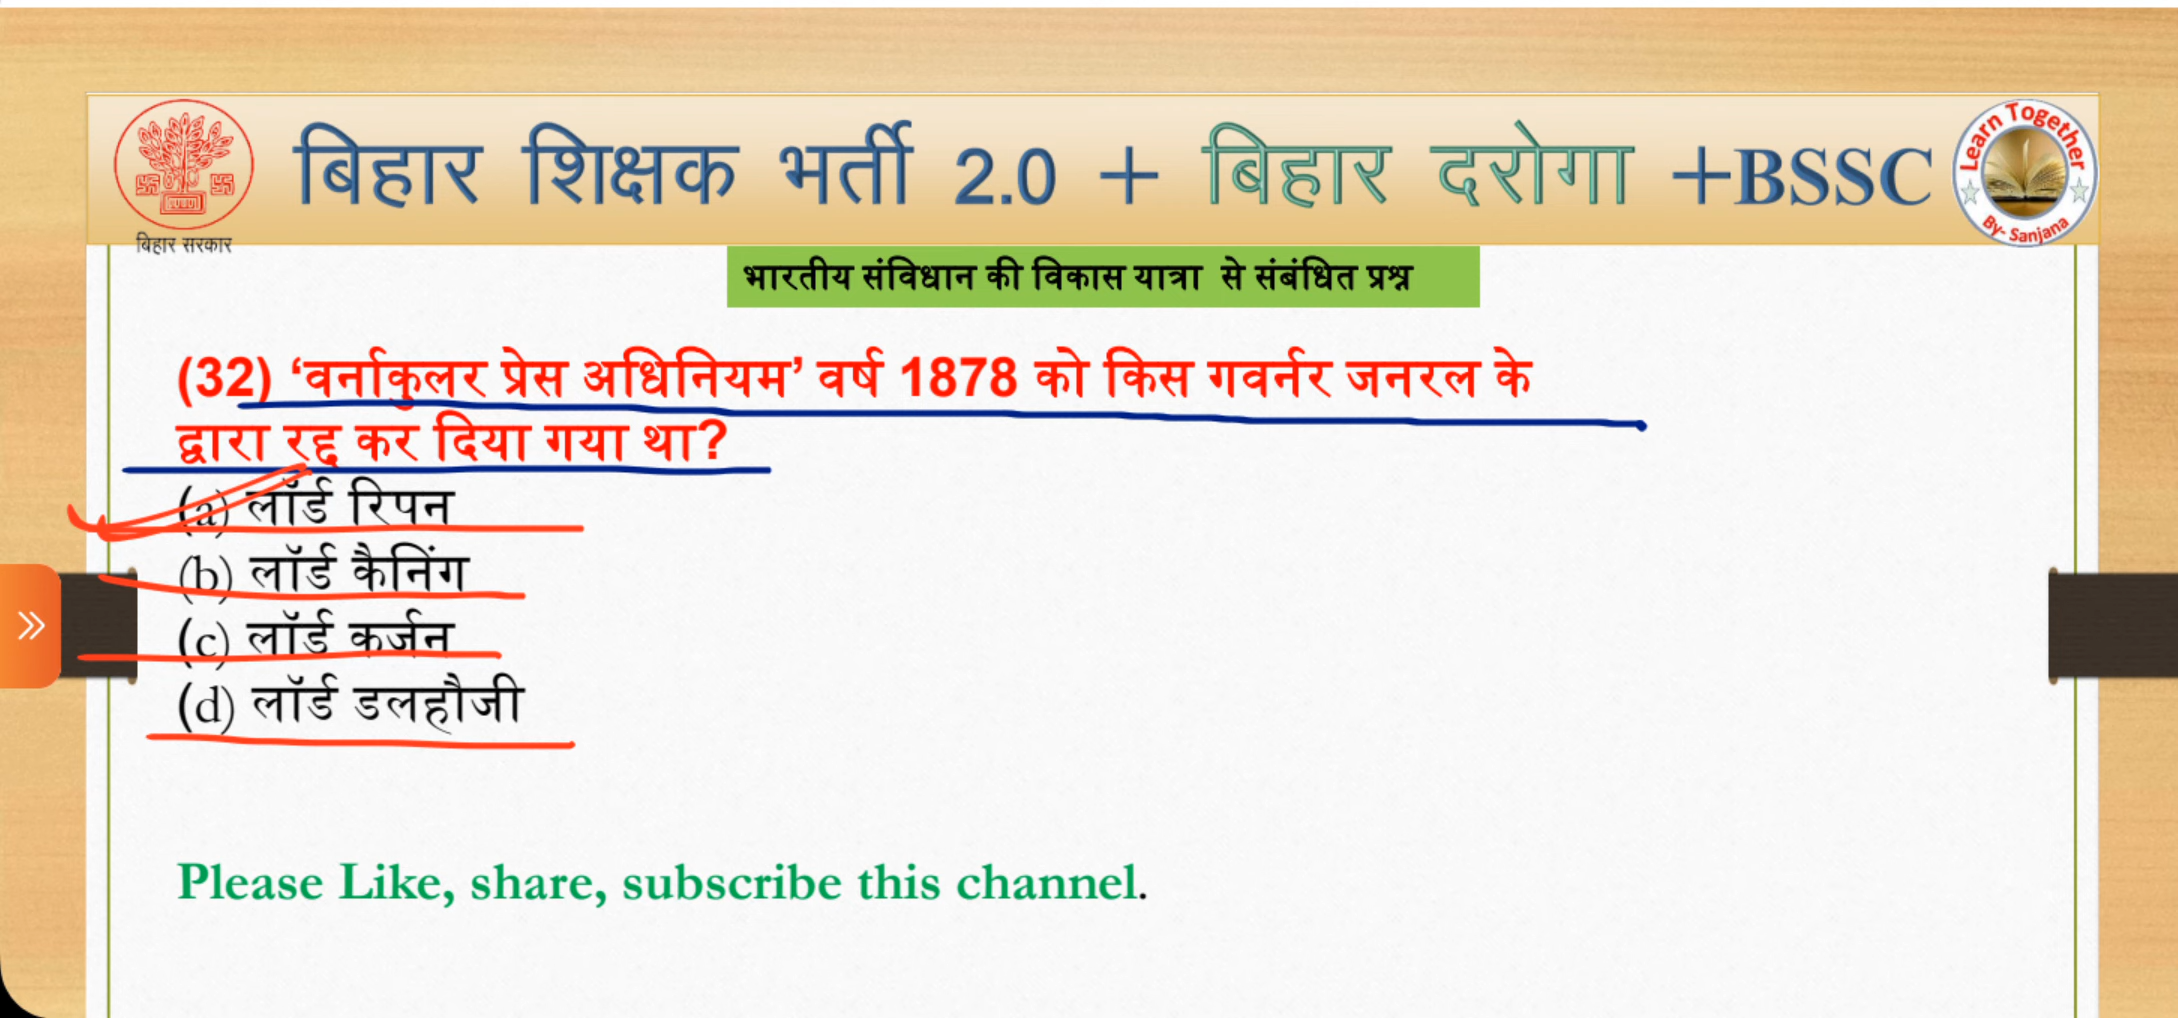 बिहार शिक्षक भर्ती 2.0 + बिहार दरोगा +BSSC
Learn Together
By- Sanjana
बिहार सरकार
भारतीय संविधान की विकास यात्रा से संबंधित प्रश्न
(32) ‘वर्नाकुलर प्रेस अधिनियम’ वर्ष 1878 को किस गवर्नर जनरल के
द्वारा रद्द कर दिया गया था?
(a) लॉर्ड रिपन
(b) लॉर्ड कैनिंग
(c) लॉर्ड कर्जन
(d) लॉर्ड डलहौजी
Please Like, share, subscribe this channel.